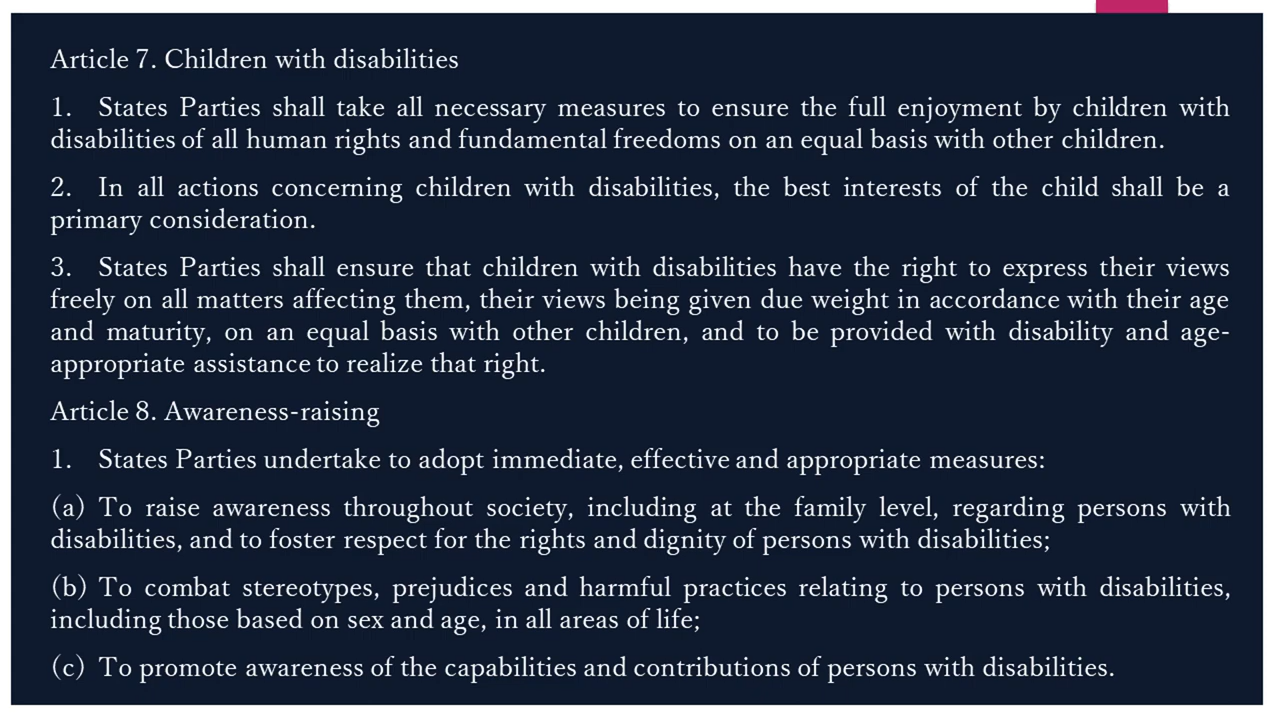 Article 7. Children with disabilities
1. States Parties shall take all necessary measures to ensure the full enjoyment by children with
disabilities of all human rights and fundamental freedoms on an equal basis with other children.
2. In all actions concerning children with disabilities, the best interests of the child shall be a
primary consideration.
3. States Parties shall ensure that children with disabilities have the right to express their views
freely on all matters affecting them, their views being given due weight in accordance with their age
and maturity, on an equal basis with other children, and to be provided with disability and age-
appropriate assistance to realize that right.
Article 8. Awareness-raising
1. States Parties undertake to adopt immediate, effective and appropriate measures:
(a) To raise awareness throughout society, including at the family level, regarding persons with
disabilities, and to foster respect for the rights and dignity of persons with disabilities;
(b) To combat stereotypes, prejudices and harmful practices relating to persons with disabilities,
including those based on sex and age, in all areas of life;
(c) To promote awareness of the capabilities and contributions of persons with disabilities.